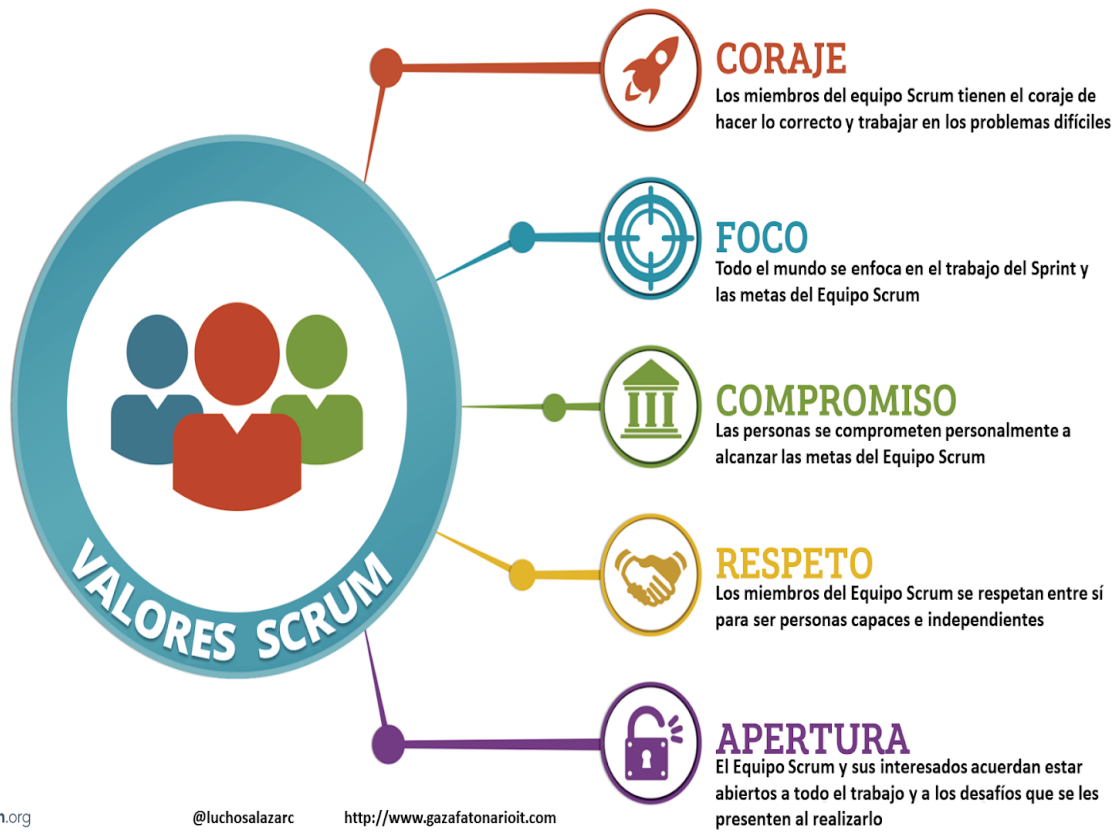 CORAJE
Los miembros del equipo Scrum tienen el coraje de
hacer lo correcto y trabajar en los problemas difíciles
FOCO
Todo el mundo se enfoca en el trabajo del Sprint y
las metas del Equipo Scrum
COMPROMISO
Las personas se comprometen personalmente a
alcanzar las metas del Equipo Scrum
RESPETO
Los miembros del Equipo Scrum se respetan entre sí
para ser personas capaces e independientes
APERTURA
El Equipo Scrum y sus interesados acuerdan estar
abiertos a todo el trabajo y a los desafíos que se les
presenten al realizarlo
VALORES SCRUM
.org
@luchosalazarc
http://www.gazafatonarioit.com